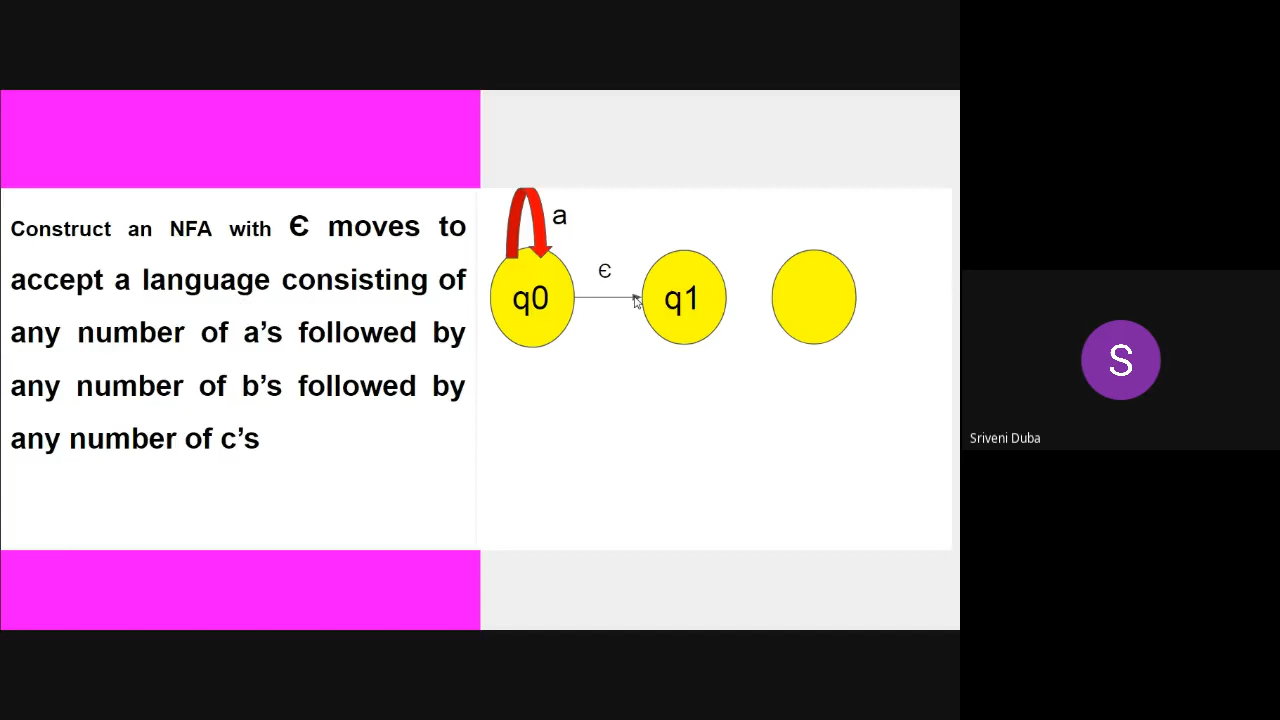 Construct an NFA with Є moves to
accept a language consisting of
any number of a’s followed by
any number of b’s followed by
any number of c’s
a
Є
q0
q1
S
Sriveni Duba